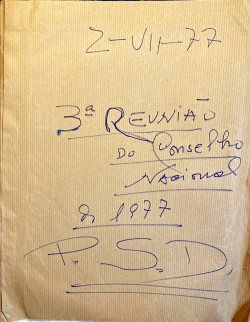 2-VII-77
3ª REUNIÃO
DO CONSELHO
NACIONAL
de 1977
P.S.D.